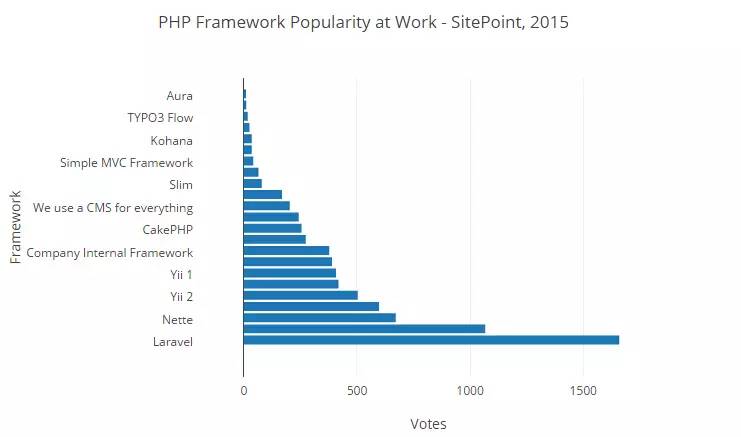 PHP Framework Popularity at Work - SitePoint, 2015
Aura
TYPO3 Flow
Kohana
Simple MVC Framework
Slim
We use a CMS for everything
CakePHP
Company Internal Framework
Yii 1
Yii 2
Nette
Laravel
Framework
0 500 1000 1500
Votes